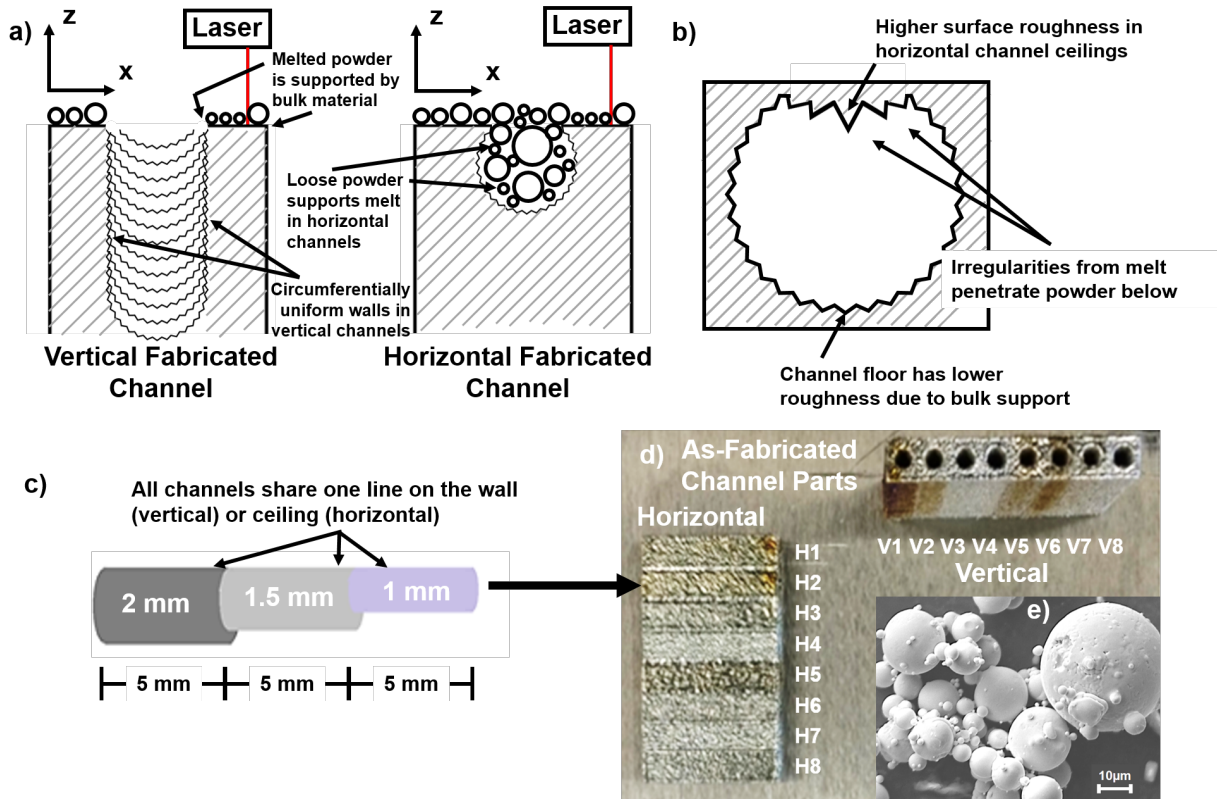 a)
z
x
Laser
Melted powder
is supported by
bulk material
Loose powder
supports melt
in horizontal
channels
Circumferentially
uniform walls in
vertical channels
Vertical Fabricated
Channel
z
x
Laser
Horizontal Fabricated
Channel
b)
Higher surface roughness in
horizontal channel ceilings
Irregularities from melt
penetrate powder below
Channel floor has lower
roughness due to bulk support
c)
All channels share one line on the wall
(vertical) or ceiling (horizontal)
2 mm
1.5 mm
1 mm
5 mm
5 mm
5 mm
d)
As-Fabricated
Channel Parts
Horizontal
H1
H2
H3
H4
H5
H6
H7
H8
V1 V2 V3 V4 V5 V6 V7 V8
Vertical
e)
10µm